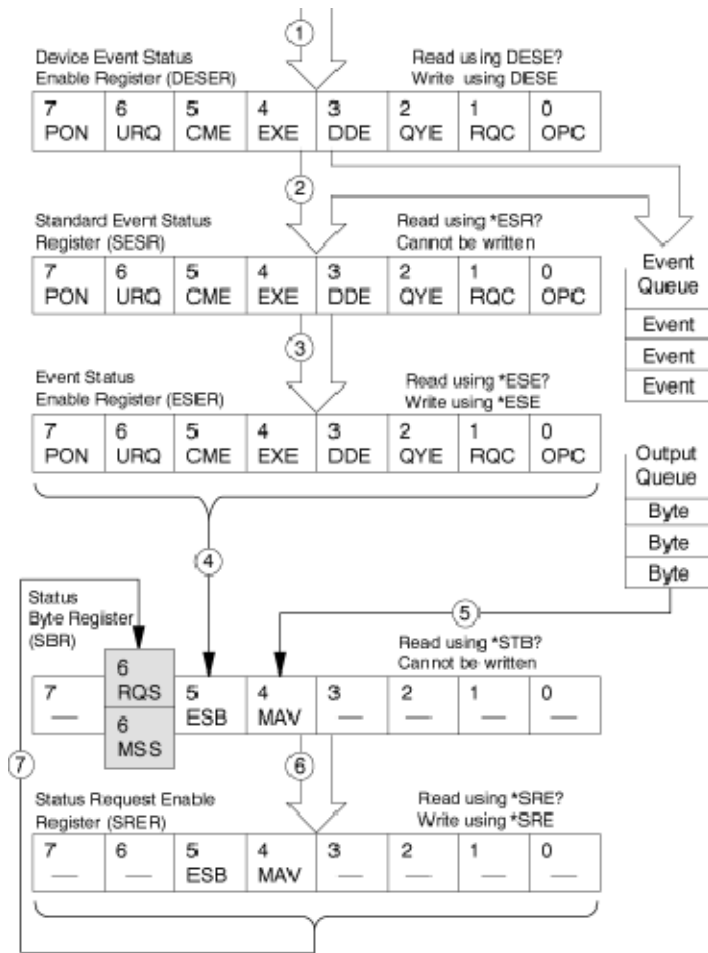 1
Device Event Status
Enable Register (DESER)
Read using DESE?
Write using DESE
7 6 5 4 3 2 1 0
PON URQ CME EXE DDE QYE RQC OPC
2
Standard Event Status
Register (SESR)
Read using *ESR?
Cannot be written
7 6 5 4 3 2 1 0
PON URQ CME EXE DDE QYE RQC OPC
Event
Queue
Event
Event
Event
3
Event Status
Enable Register (ESER)
Read using *ESE?
Write using *ESE
7 6 5 4 3 2 1 0
PON URQ CME EXE DDE QYE RQC OPC
Output
Queue
Byte
Byte
Byte
4
5
Status
Byte Register
(SBR)
Read using *STB?
Cannot be written
6
RQS
7 5 4 3 2 1 0
— ESB MAV — — — —
6
MSS
7
6
Status Request Enable
Register (SRER)
Read using *SRE?
Write using *SRE
7 6 5 4 3 2 1 0
— — ESB MAV — — — —